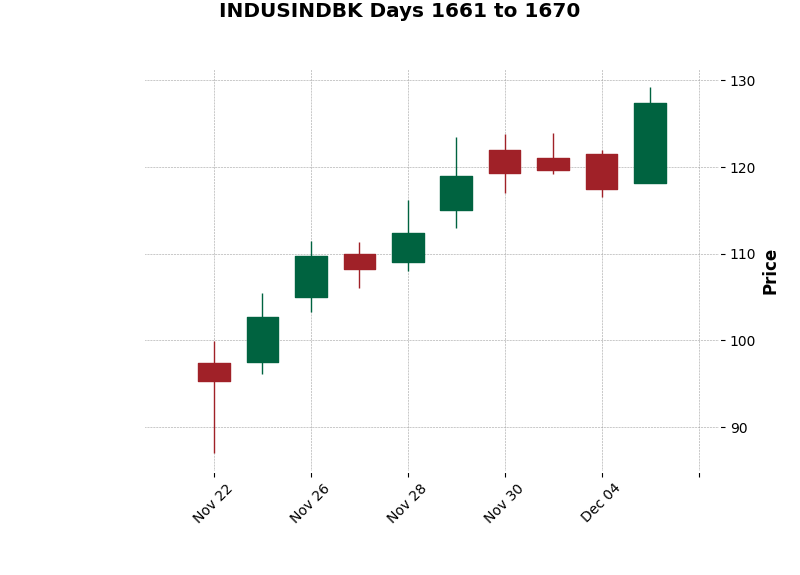 INDUSINDBK Days 1661 to 1670
130
120
110
100
90
Price
Nov 22
Nov 26
Nov 28
Nov 30
Dec 04